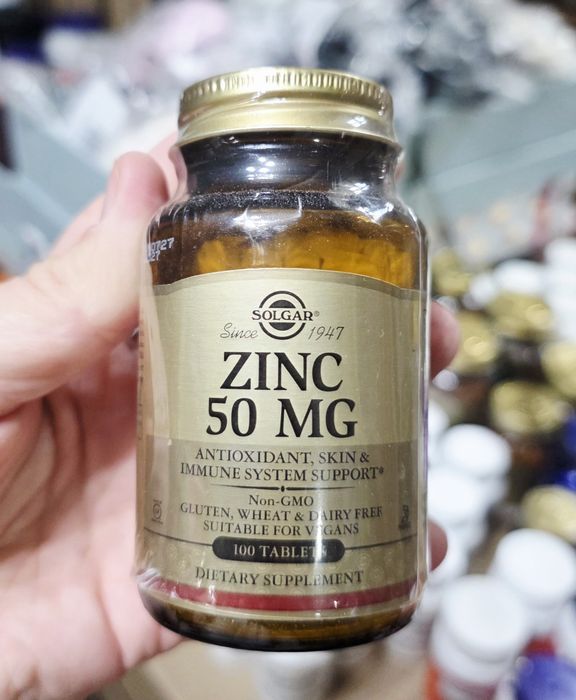 SOLGAR®
Since 1947
ZINC
50 MG
ANTIOXIDANT, SKIN &
IMMUNE SYSTEM SUPPORT*
Non-GMO
GLUTEN, WHEAT & DAIRY FREE
SUITABLE FOR VEGANS
100 TABLETS
DIETARY SUPPLEMENT